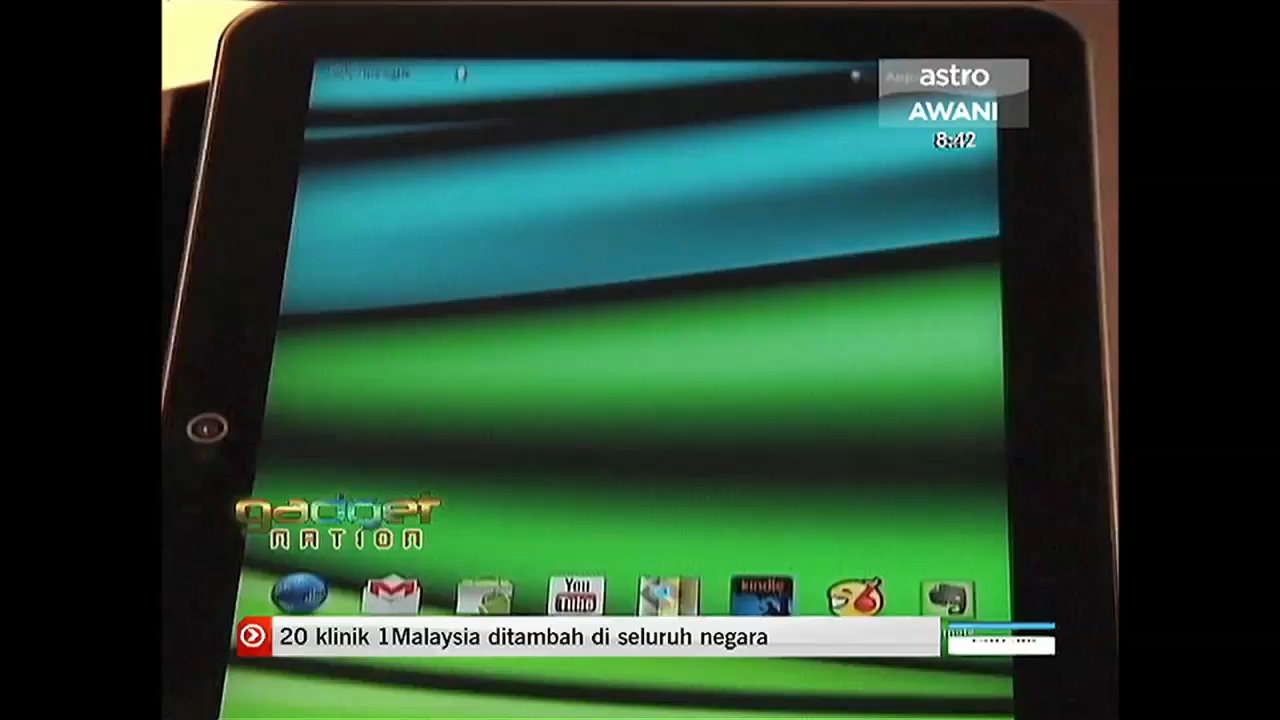 astro
AWANI
8:42
gadget
NATION
You
Tube
kindle
20 klinik 1Malaysia ditambah di seluruh negara